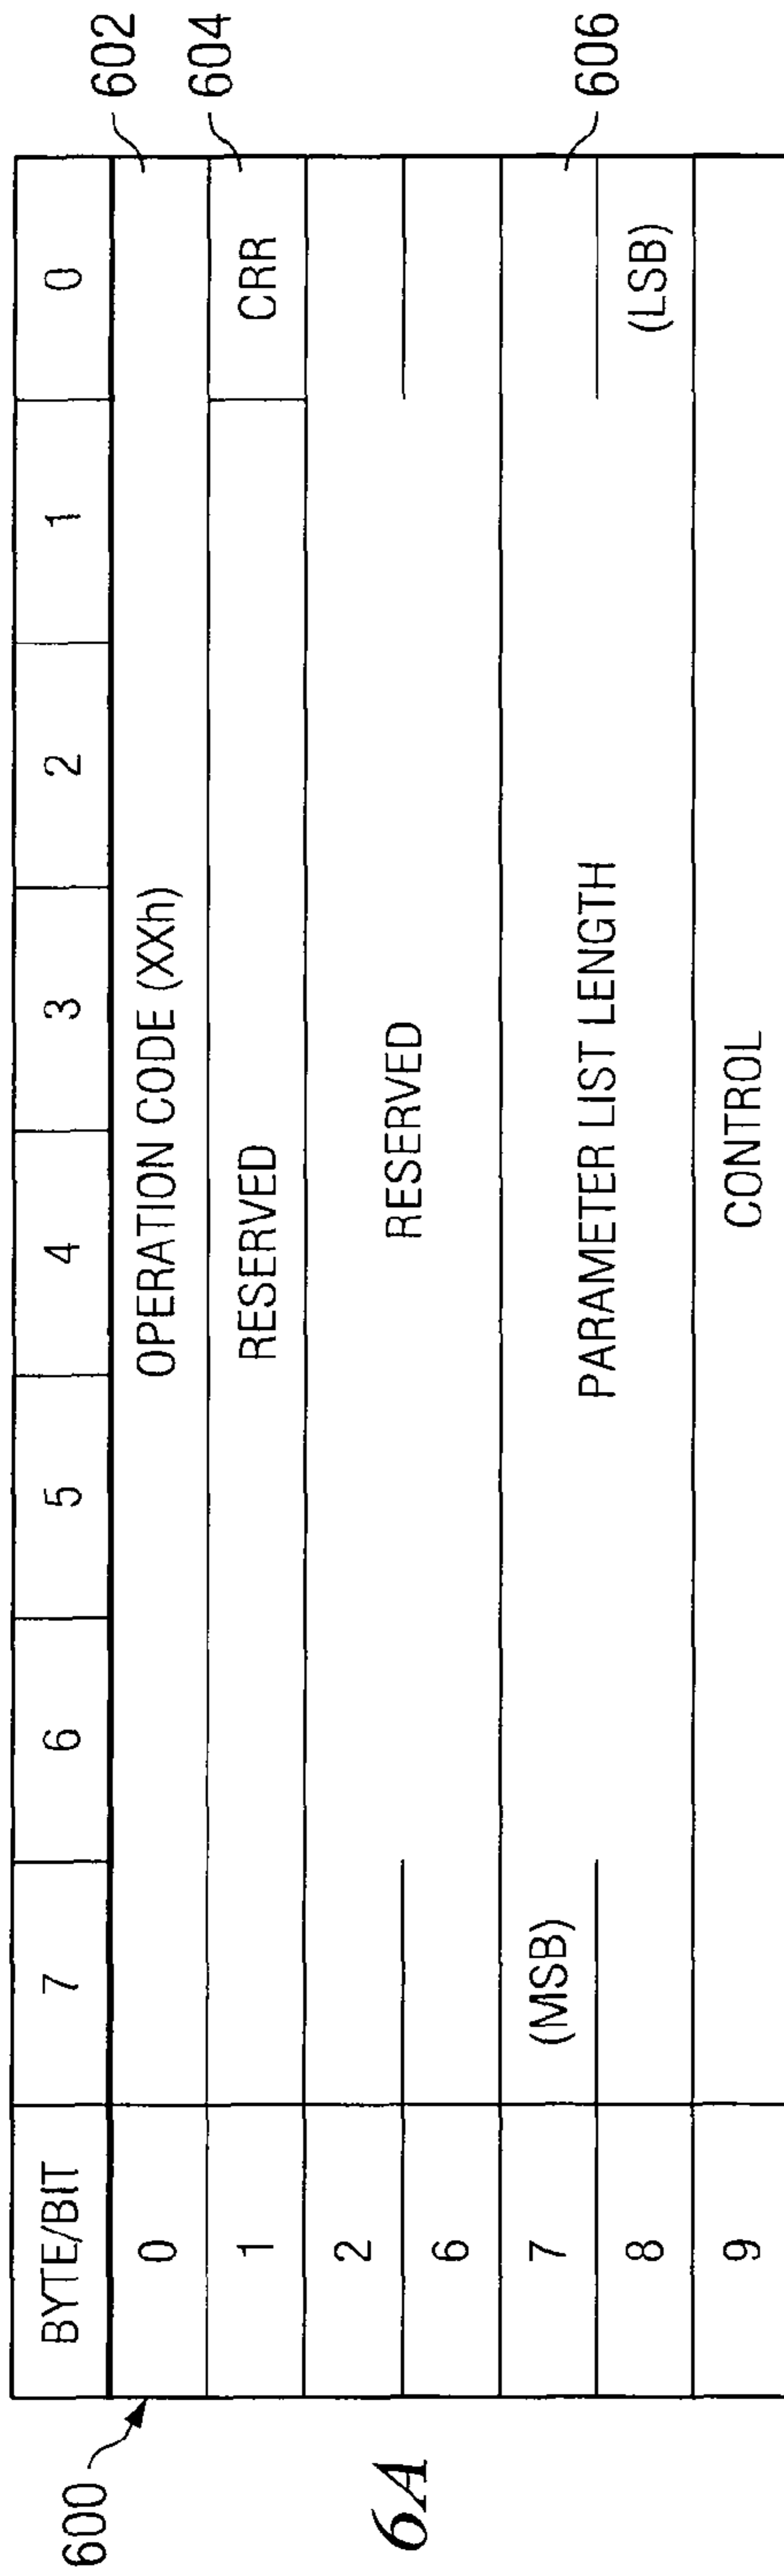 600
BYTE/BIT 7 6 5 4 3 2 1 0
0 OPERATION CODE (XXh) 602
1 RESERVED CRR 604
2
RESERVED
6
7 (MSB) 606
PARAMETER LIST LENGTH
8 (LSB)
9 CONTROL
6A